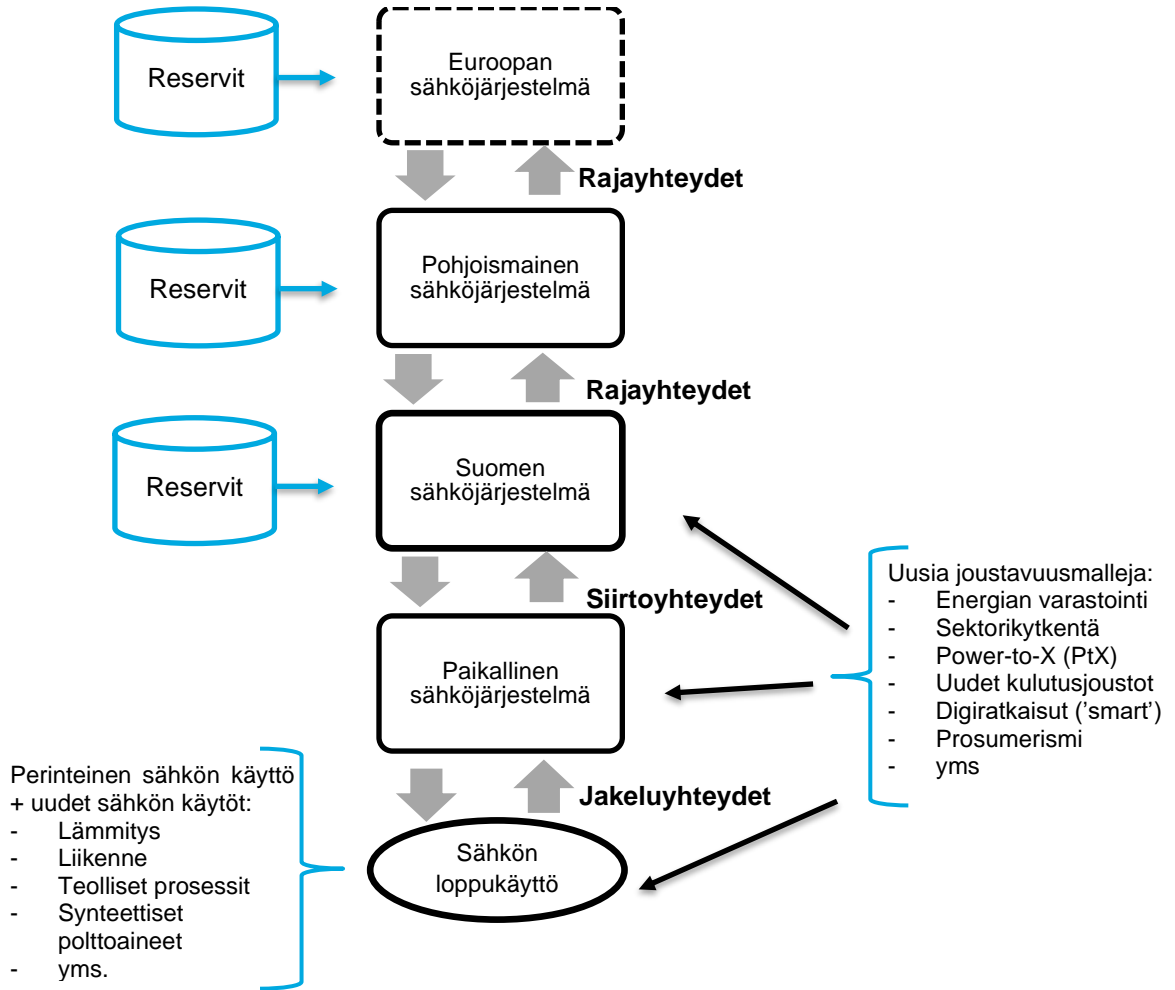 Reservit
Euroopan
sähköjärjestelmä
Rajayhteydet
Reservit
Pohjoismainen
sähköjärjestelmä
Rajayhteydet
Reservit
Suomen
sähköjärjestelmä
Siirtoyhteydet
Paikallinen
sähköjärjestelmä
Jakeluyhteydet
Sähkön
loppukäyttö
Uusia joustavuusmalleja:
- Energian varastointi
- Sektorikytkentä
- Power-to-X (PtX)
- Uudet kulutusjoustot
- Digiratkaisut ('smart')
- Prosumerismi
- yms
Perinteinen sähkön käyttö
+ uudet sähkön käytöt:
- Lämmitys
- Liikenne
- Teolliset prosessit
- Synteettiset
polttoaineet
- yms.